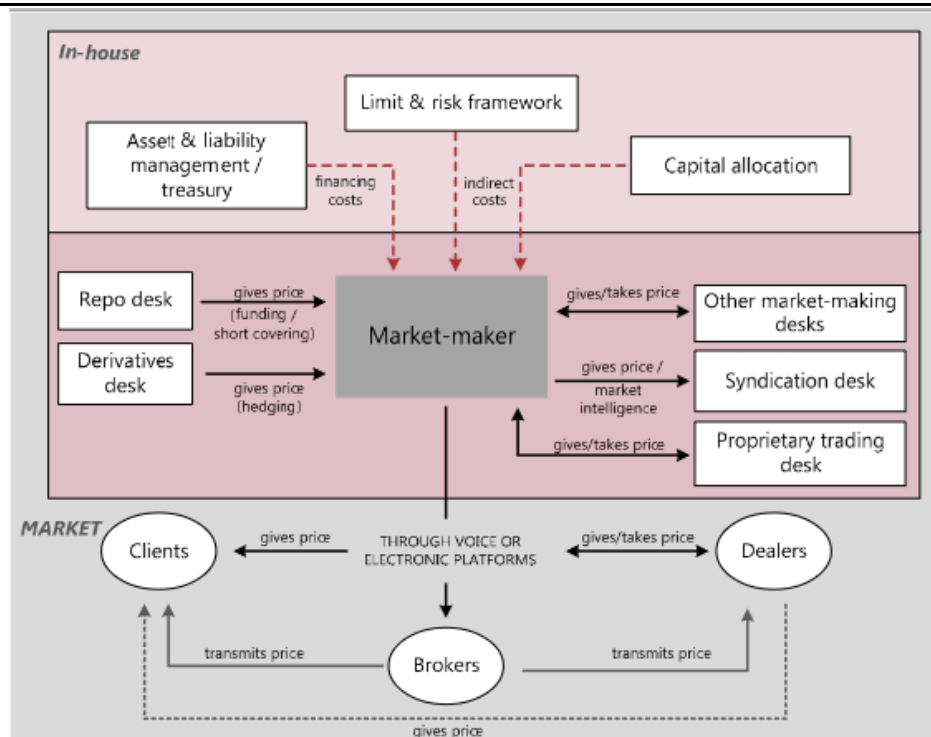 In-house
Limit & risk framework
Asset & liability
management /
treasury
Capital allocation
financing
costs
indirect
costs
Repo desk
gives price
(funding /
short covering)
Market-maker
gives/takes price
Other market-making
desks
Derivatives
desk
gives price
(hedging)
gives price /
market
intelligence
Syndication desk
gives/takes price
Proprietary trading
desk
MARKET
Clients
gives price
THROUGH VOICE OR
ELECTRONIC PLATFORMS
gives/takes price
Dealers
transmits price
Brokers
transmits price
gives price